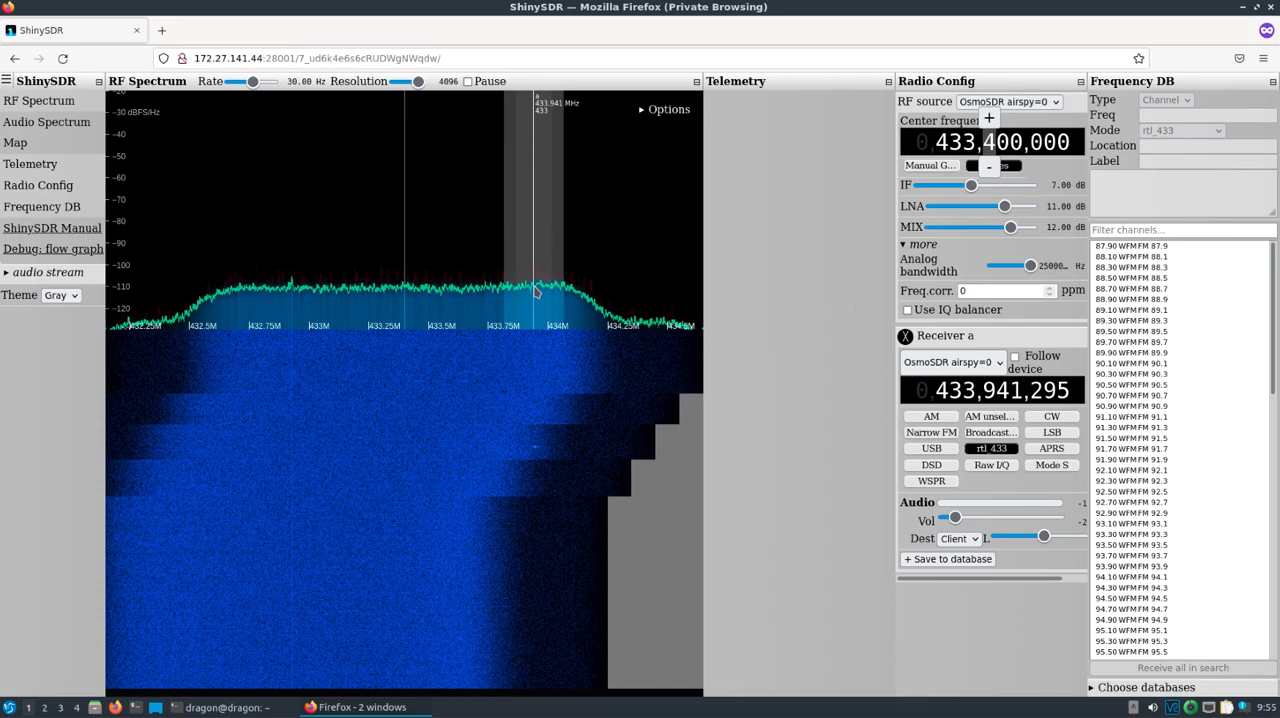 ShinySDR — Mozilla Firefox (Private Browsing)
ShinySDR
172.27.141.44:28001/7_ud6k4e6s6cRUDWgNWqdw/
ShinySDR
RF Spectrum
Audio Spectrum
Map
Telemetry
Radio Config
Frequency DB
ShinySDR Manual
Debug: flow graph
▸ audio stream
Theme Gray
RF Spectrum Rate 30.00 Hz Resolution 4096 Pause
-20
-30 dBFS/Hz
-40
-50
-60
-70
-80
-90
-100
-110
-120
a
433.941 MHz
433
▸ Options
432.25M 432.5M 432.75M 433M 433.25M 433.5M 433.75M 434M 434.25M 434.5M
Telemetry
Radio Config
RF source OsmoSDR airspy=0
Center frequen
+
0,433,400,000
Manual G...
-
IF 7.00 dB
LNA 11.00 dB
MIX 12.00 dB
▾ more
Analog bandwidth 25000… Hz
Freq.corr. 0 ppm
Use IQ balancer
X Receiver a
OsmoSDR airspy=0 Follow device
0,433,941,295
AM AM unsel... CW
Narrow FM Broadcast... LSB
USB rtl_433 APRS
DSD Raw I/Q Mode S
WSPR
Audio -1
Vol -2
Dest Client L
+ Save to database
Frequency DB
Type Channel
Freq
Mode rtl_433
Location
Label
Filter channels...
87.90 WFM FM 87.9
88.10 WFM FM 88.1
88.30 WFM FM 88.3
88.50 WFM FM 88.5
88.70 WFM FM 88.7
88.90 WFM FM 88.9
89.10 WFM FM 89.1
89.30 WFM FM 89.3
89.50 WFM FM 89.5
89.70 WFM FM 89.7
89.90 WFM FM 89.9
90.10 WFM FM 90.1
90.30 WFM FM 90.3
90.50 WFM FM 90.5
90.70 WFM FM 90.7
90.90 WFM FM 90.9
91.10 WFM FM 91.1
91.30 WFM FM 91.3
91.50 WFM FM 91.5
91.70 WFM FM 91.7
91.90 WFM FM 91.9
92.10 WFM FM 92.1
92.30 WFM FM 92.3
92.50 WFM FM 92.5
92.70 WFM FM 92.7
92.90 WFM FM 92.9
93.10 WFM FM 93.1
93.30 WFM FM 93.3
93.50 WFM FM 93.5
93.70 WFM FM 93.7
93.90 WFM FM 93.9
94.10 WFM FM 94.1
94.30 WFM FM 94.3
94.50 WFM FM 94.5
94.70 WFM FM 94.7
94.90 WFM FM 94.9
95.10 WFM FM 95.1
95.30 WFM FM 95.3
95.50 WFM FM 95.5
Receive all in search
▸ Choose databases
1 2 3 4 dragon@dragon: ~ Firefox - 2 windows 9:55